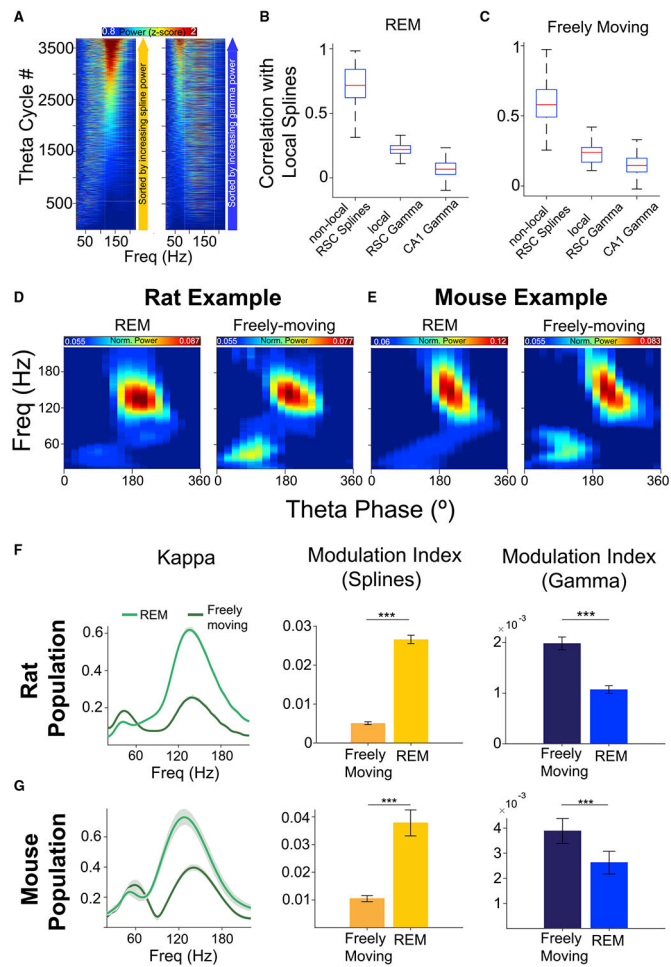 A
0.8 Power (z-score) 2
Theta Cycle #
3500
2500
1500
500
50 150 50 150
Freq (Hz)
Sorted by increasing spline power
Sorted by increasing gamma power
B
REM
Correlation with
Local Splines
1
0.5
0
non-local
RSC Splines
local
RSC Gamma
CA1 Gamma
C
Freely Moving
1
0.5
0
non-local
RSC Splines
local
RSC Gamma
CA1 Gamma
D Rat Example
REM
0.055 Norm. Power 0.087
Freely-moving
0.055 Norm. Power 0.077
E Mouse Example
REM
0.06 Norm. Power 0.12
Freely-moving
0.055 Norm. Power 0.083
Freq (Hz)
180
120
60
0 180 360 0 180 360 0 180 360 0 180 360
Theta Phase (º)
F
Rat
Population
Kappa
REM
Freely
moving
0.6
0.4
0.2
60 120 180
Freq (Hz)
Modulation Index
(Splines)
***
0.03
0.02
0.01
0
Freely
Moving
REM
Modulation Index
(Gamma)
× 10⁻³
***
2
1
0
Freely
Moving
REM
G
Mouse
Population
0.6
0.4
0.2
60 120 180
Freq (Hz)
***
0.04
0.03
0.02
0.01
Freely
Moving
REM
× 10⁻³
***
4
3
2
1
0
Freely
Moving
REM